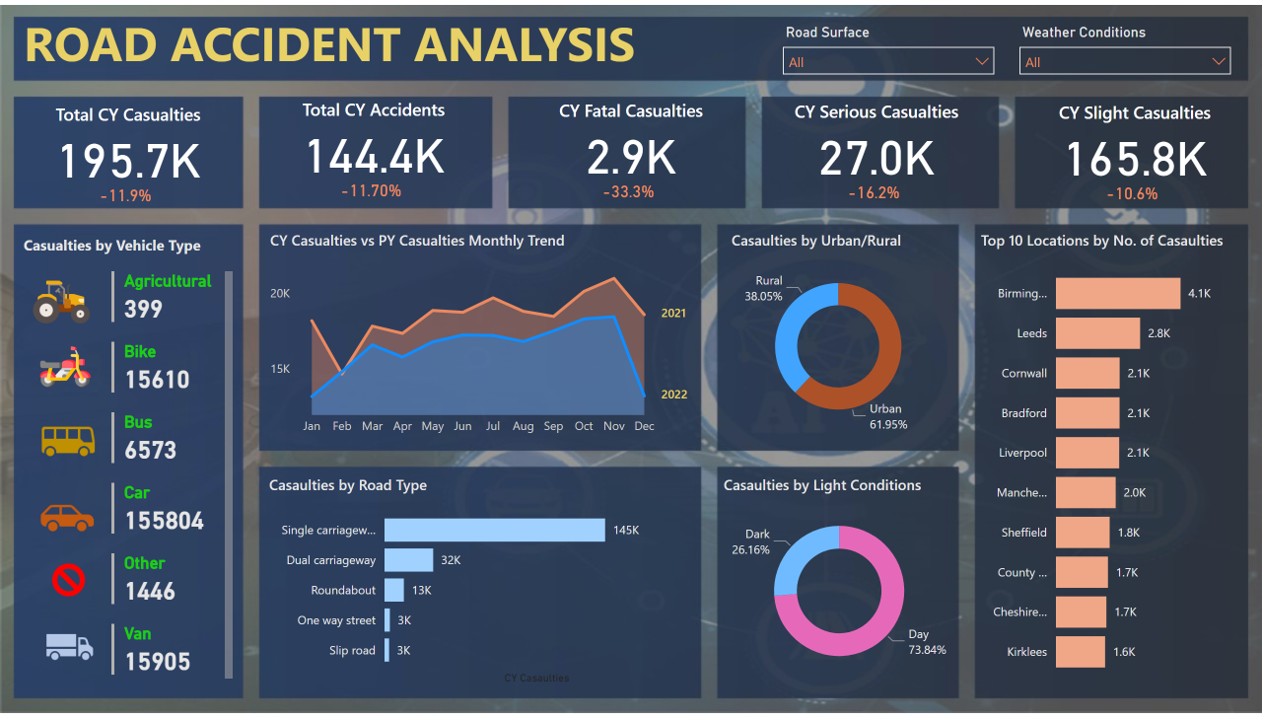 ROAD ACCIDENT ANALYSIS
Road Surface
All
Weather Conditions
All
Total CY Casualties
195.7K
-11.9%
Total CY Accidents
144.4K
-11.70%
CY Fatal Casualties
2.9K
-33.3%
CY Serious Casualties
27.0K
-16.2%
CY Slight Casualties
165.8K
-10.6%
Casualties by Vehicle Type
Agricultural
399
Bike
15610
Bus
6573
Car
155804
Other
1446
Van
15905
CY Casualties vs PY Casualties Monthly Trend
20K
15K
2021
2022
Jan Feb Mar Apr May Jun Jul Aug Sep Oct Nov Dec
Casaulties by Road Type
Single carriagew... 145K
Dual carriageway 32K
Roundabout 13K
One way street 3K
Slip road 3K
CY Casaulties
Casaulties by Urban/Rural
Rural
38.05%
Urban
61.95%
Casaulties by Light Conditions
Dark
26.16%
Day
73.84%
Top 10 Locations by No. of Casaulties
Birming... 4.1K
Leeds 2.8K
Cornwall 2.1K
Bradford 2.1K
Liverpool 2.1K
Manche... 2.0K
Sheffield 1.8K
County ... 1.7K
Cheshire... 1.7K
Kirklees 1.6K